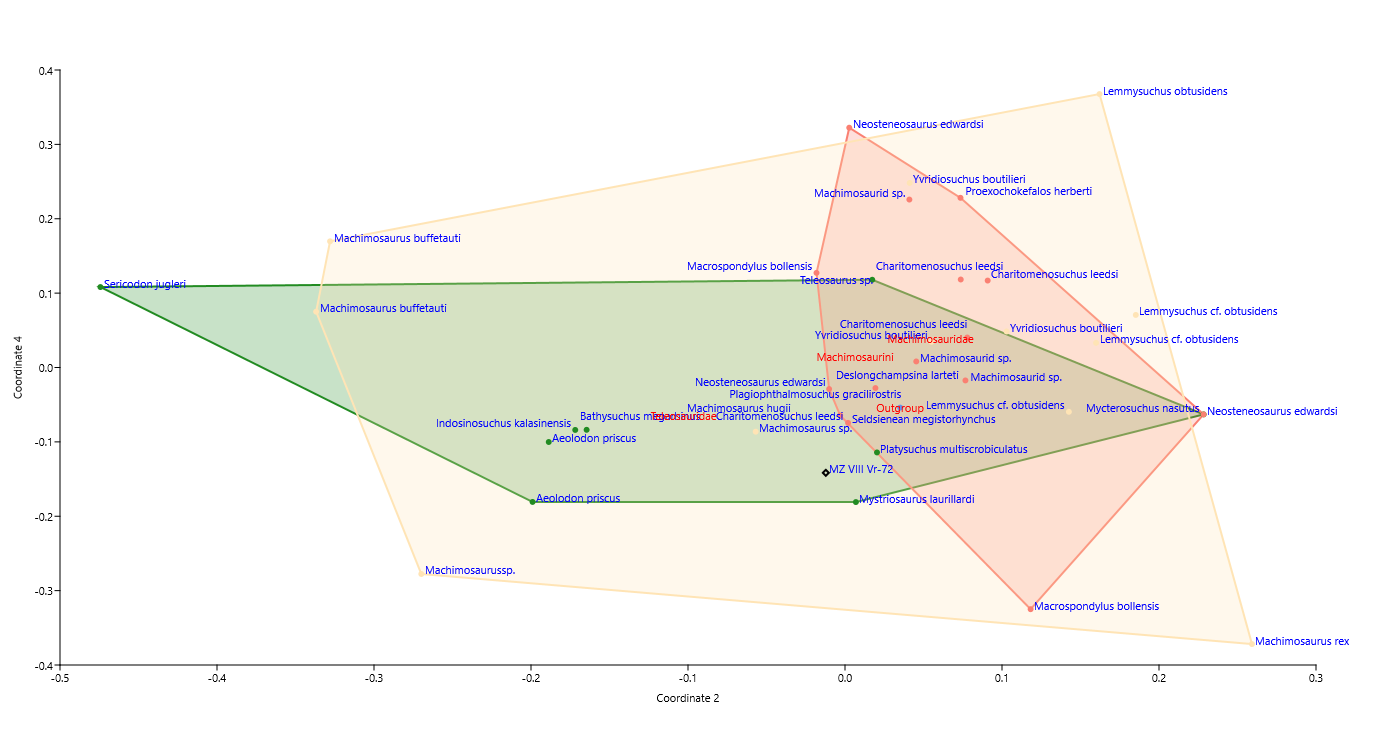 0.4
Lemmysuchus obtusidens
Neosteneosaurus edwardsi
0.3
Yvridiosuchus boutilieri
Machimosaurid sp.
Proexochokefalos herberti
0.2
Machimosaurus buffetauti
Macrospondylus bollensis
Charitomenosuchus leedsi
Charitomenosuchus leedsi
Teleosaurus sp.
Sericodon jugleri
0.1
Machimosaurus buffetauti
Lemmysuchus cf. obtusidens
Charitomenosuchus leedsi
Yvridiosuchus boutilieri
Yvridiosuchus boutilieri
Machimosauridae
Lemmysuchus cf. obtusidens
Machimosaurini
Machimosaurid sp.
0.0
Coordinate 4
Deslongchampsina larteti
Machimosaurid sp.
Neosteneosaurus edwardsi
Plagiophthalmosuchus gracilirostris
Machimosaurus hugii
Outgroup
Lemmysuchus cf. obtusidens
Mycterosuchus nasutus
Neosteneosaurus edwardsi
Bathysuchus megarhinus
Charitomenosuchus leedsi
Seldsienean megistorhynchus
Indosinosuchus kalasinensis
Machimosaurus sp.
-0.1
Aeolodon priscus
Platysuchus multiscrobiculatus
MZ VIII Vr-72
Aeolodon priscus
Mystriosaurus laurillardi
-0.2
Machimosaurussp.
-0.3
Macrospondylus bollensis
Machimosaurus rex
-0.4
-0.5 -0.4 -0.3 -0.2 -0.1 0.0 0.1 0.2 0.3
Coordinate 2